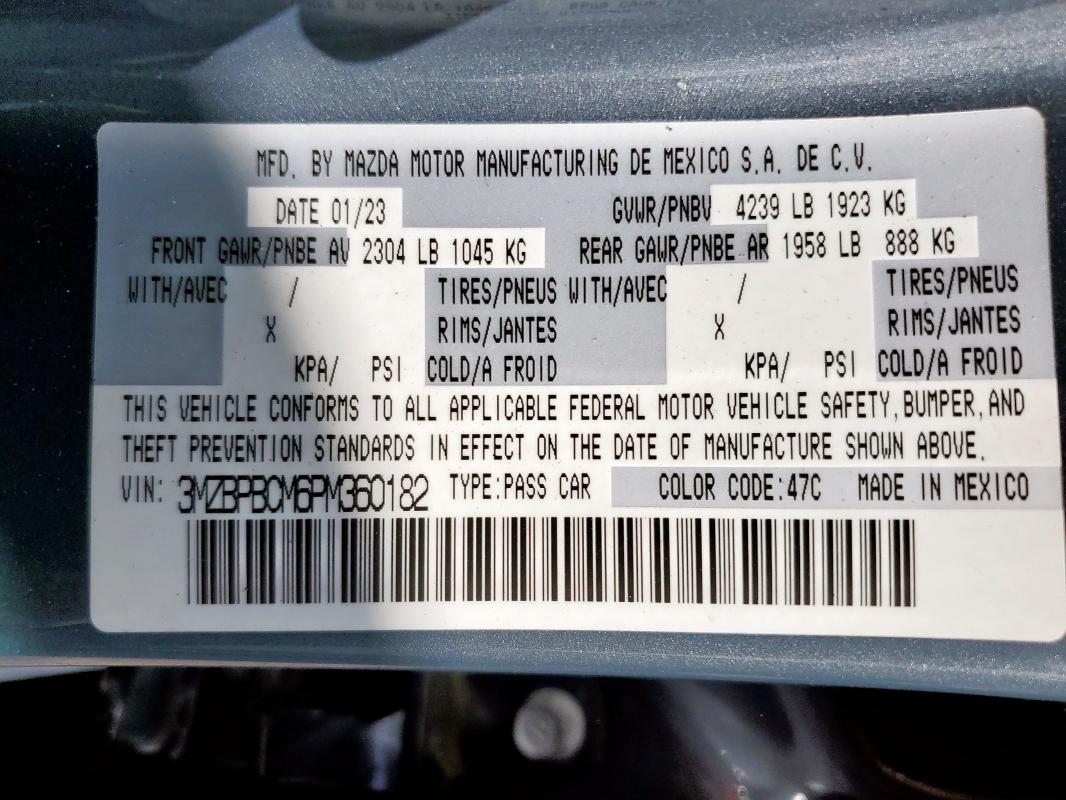 MFD. BY MAZDA MOTOR MANUFACTURING DE MEXICO S.A. DE C.V.
DATE 01/23 GVWR/PNBV 4239 LB 1923 KG
FRONT GAWR/PNBE AV 2304 LB 1045 KG REAR GAWR/PNBE AR 1958 LB 888 KG
WITH/AVEC / TIRES/PNEUS WITH/AVEC / TIRES/PNEUS
X RIMS/JANTES X RIMS/JANTES
KPA/ PSI COLD/A FROID KPA/ PSI COLD/A FROID
THIS VEHICLE CONFORMS TO ALL APPLICABLE FEDERAL MOTOR VEHICLE SAFETY, BUMPER, AND
THEFT PREVENTION STANDARDS IN EFFECT ON THE DATE OF MANUFACTURE SHOWN ABOVE.
VIN: 3MZBPBCM6PM360182 TYPE:PASS CAR COLOR CODE:47C MADE IN MEXICO